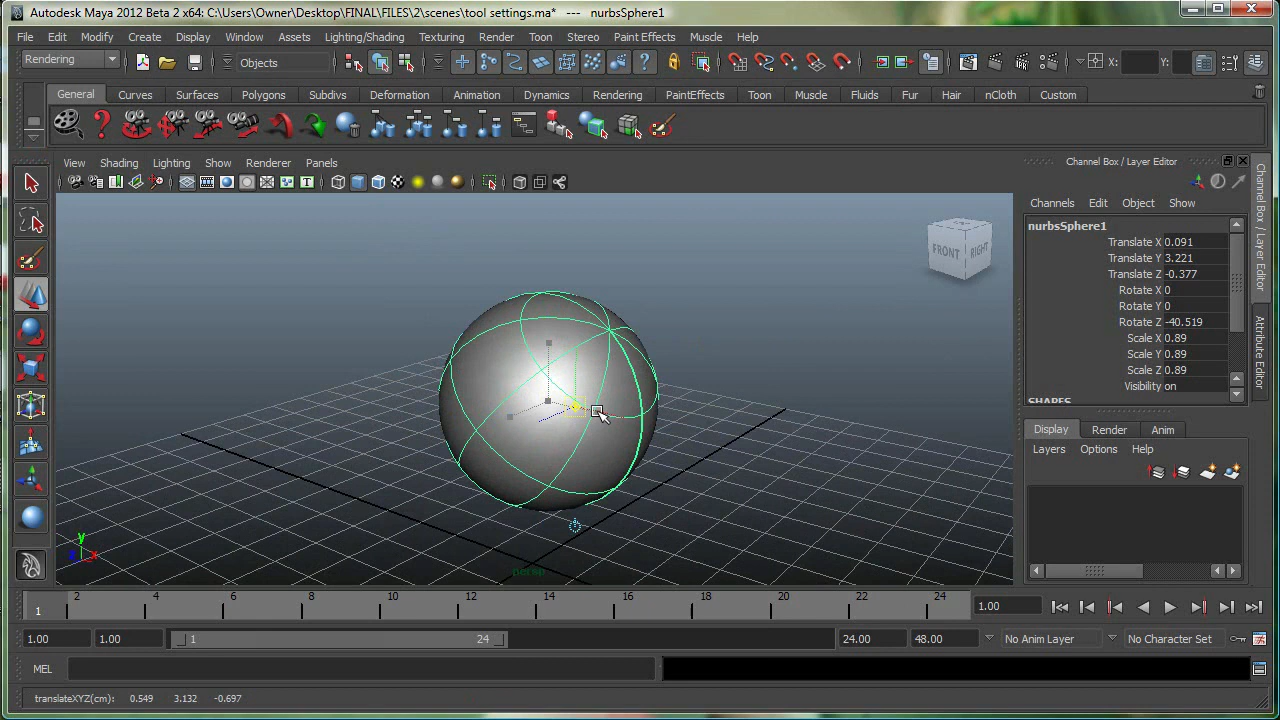 Autodesk Maya 2012 Beta 2 x64: C:\Users\Owner\Desktop\FINAL\FILES\2\scenes\tool settings.ma* --- nurbsSphere1
File Edit Modify Create Display Window Assets Lighting/Shading Texturing Render Toon Stereo Paint Effects Muscle Help
Rendering Objects X: Y:
General Curves Surfaces Polygons Subdivs Deformation Animation Dynamics Rendering PaintEffects Toon Muscle Fluids Fur Hair nCloth Custom
View Shading Lighting Show Renderer Panels
Channel Box / Layer Editor
Channels Edit Object Show
nurbsSphere1
Translate X 0.091
Translate Y 3.221
Translate Z -0.377
Rotate X 0
Rotate Y 0
Rotate Z -40.519
Scale X 0.89
Scale Y 0.89
Scale Z 0.89
Visibility on
SHAPES
Display Render Anim
Layers Options Help
Channel Box / Layer Editor
Attribute Editor
FRONT RIGHT
y
x
persp
1 2 4 6 8 10 12 14 16 18 20 22 24 1.00
1.00 1.00 1 24 24.00 48.00 No Anim Layer No Character Set
MEL
translateXYZ(cm): 0.549 3.132 -0.697